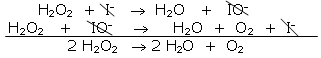 H₂O₂ + I⁻ → H₂O + IO⁻
H₂O₂ + IO⁻ → H₂O + O₂ + I⁻
2 H₂O₂ → 2 H₂O + O₂